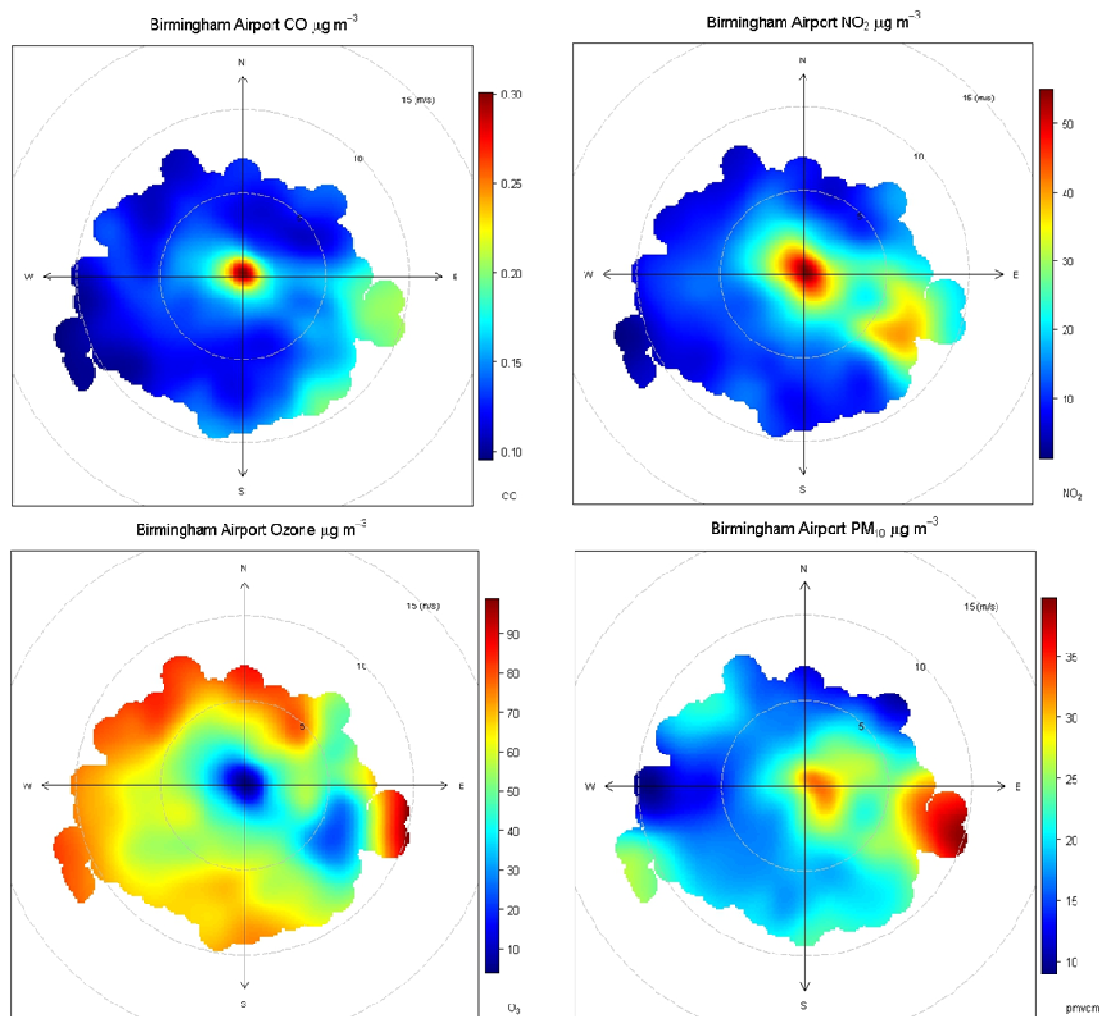 Birmingham Airport CO µg m⁻³
N
15 (m/s)
10
W
E
S
0.30
0.25
0.20
0.15
0.10
CC
Birmingham Airport NO₂ µg m⁻³
N
15 (m/s)
10
W
E
S
50
40
30
20
10
NO₂
Birmingham Airport Ozone µg m⁻³
N
15 (m/s)
10
5
W
E
S
90
80
70
60
50
40
30
20
10
O₃
Birmingham Airport PM₁₀ µg m⁻³
N
15 (m/s)
10
5
W
E
S
35
30
25
20
15
10